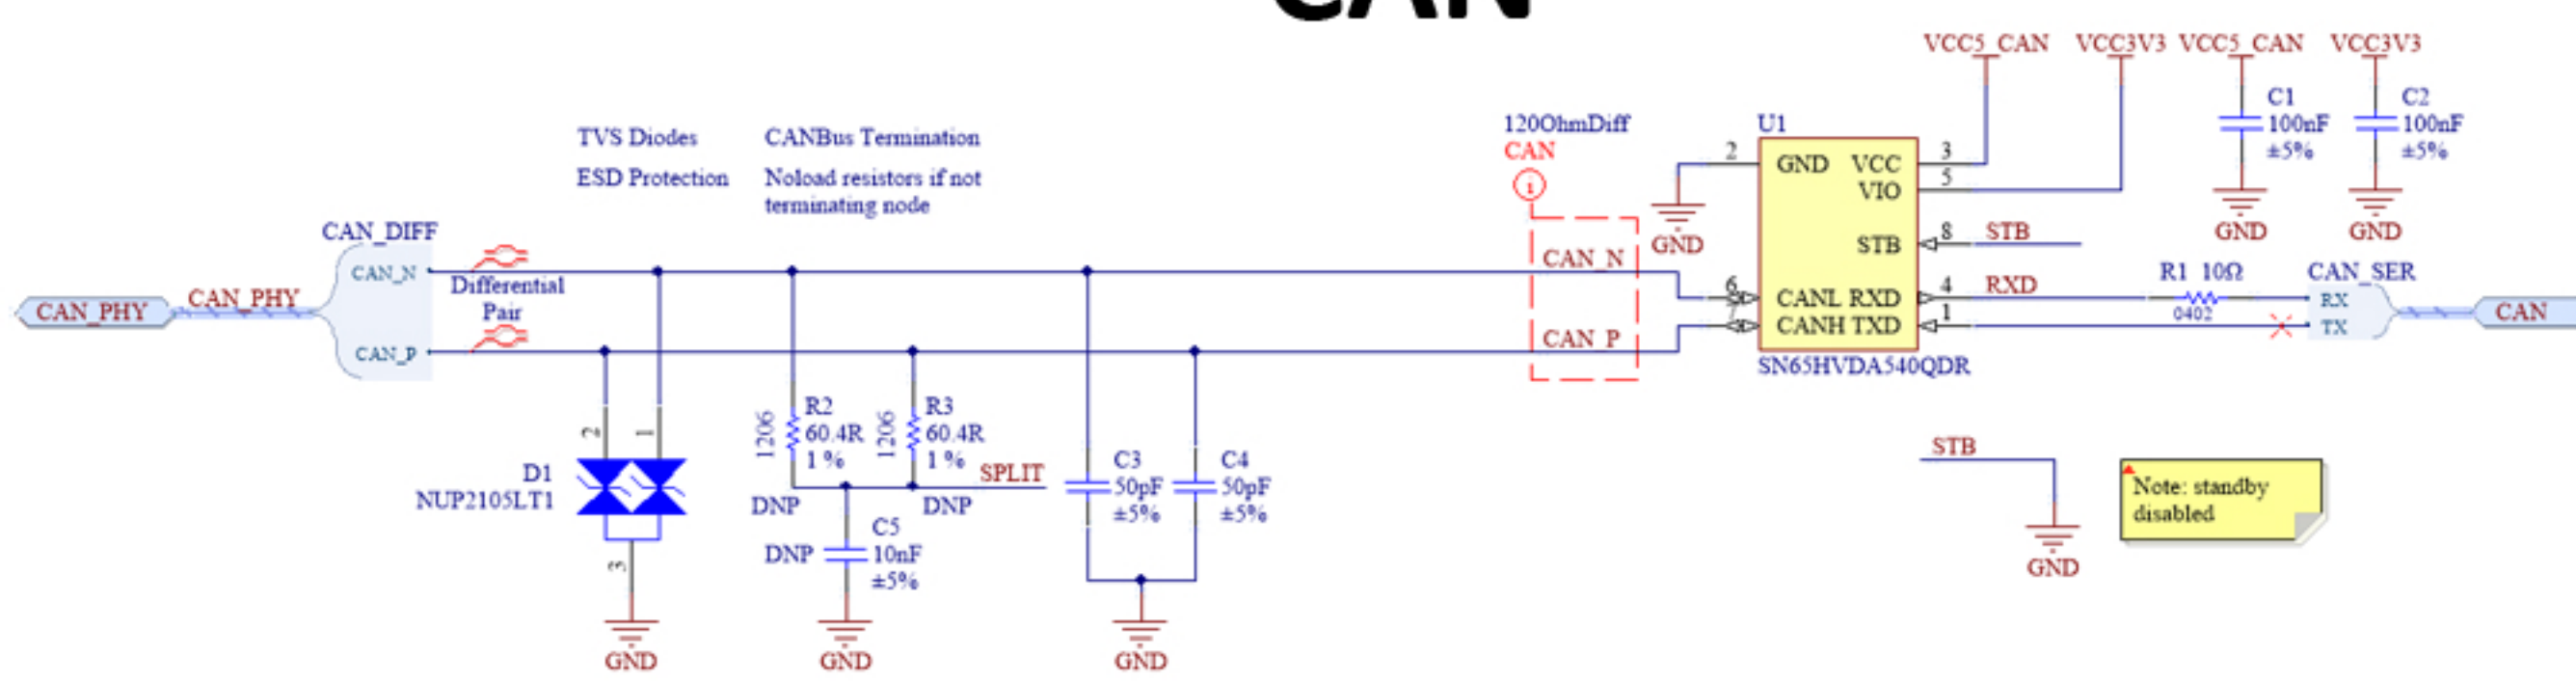 CAN
VCC5_CAN
VCC3V3
VCC5_CAN
VCC3V3
TVS Diodes
ESD Protection
CANBus Termination
Noload resistors if not
terminating node
120OhmDiff
CAN
i
U1
2
GND
VCC
3
VIO
5
STB
8
STB
6
CANL
RXD
4
RXD
CANH
TXD
1
SN65HVDA540QDR
GND
C1
100nF
±5%
GND
C2
100nF
±5%
GND
R1 10Ω
0402
CAN_SER
RX
TX
CAN
CAN_PHY
CAN_PHY
CAN_DIFF
CAN_N
CAN_P
Differential
Pair
CAN_N
CAN_P
2
1
D1
NUP2105LT1
3
GND
1206
R2
60.4R
1 %
DNP
1206
R3
60.4R
1 %
DNP
SPLIT
DNP
C5
10nF
±5%
GND
C3
50pF
±5%
C4
50pF
±5%
GND
STB
GND
Note: standby
disabled